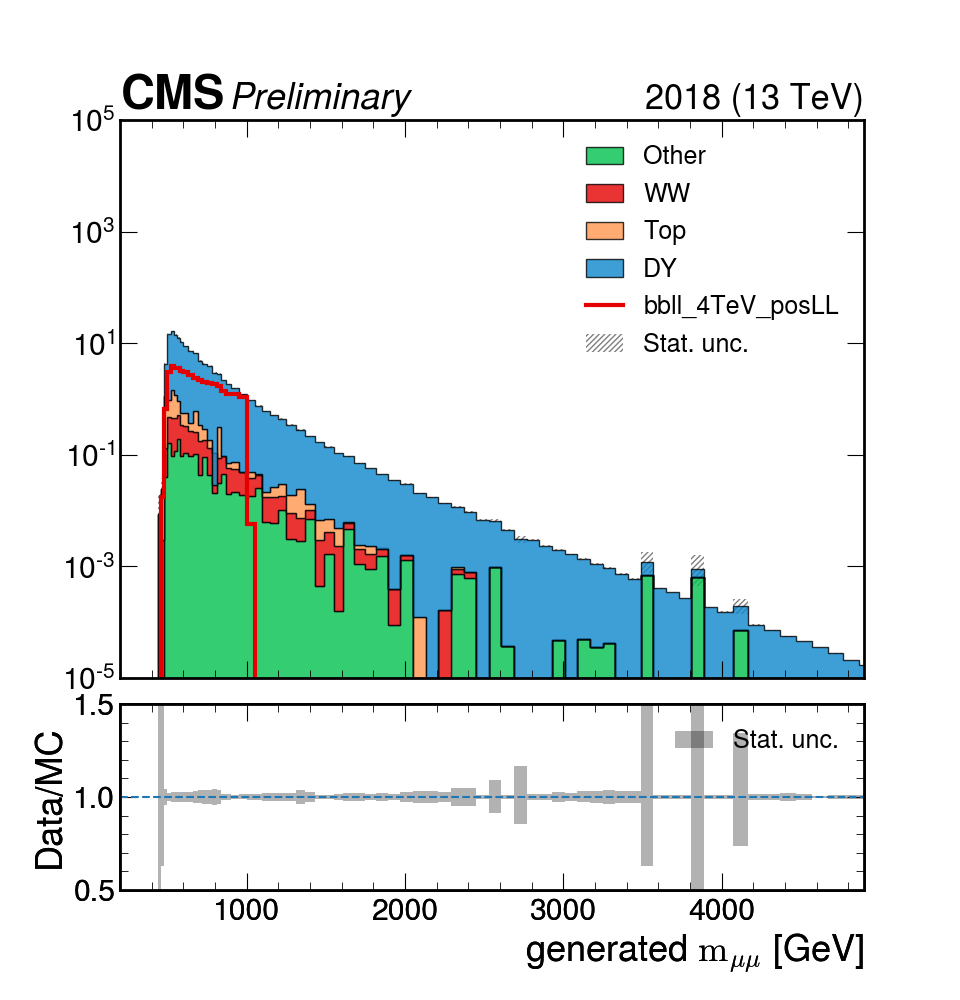 CMS Preliminary 2018 (13 TeV)
10^5
Other
WW
10^3
Top
DY
bbll_4TeV_posLL
10^1
Stat. unc.
10^-1
10^-3
10^-5
1.5
Stat. unc.
Data/MC
1.0
0.5
1000 2000 3000 4000
generated m_μμ [GeV]